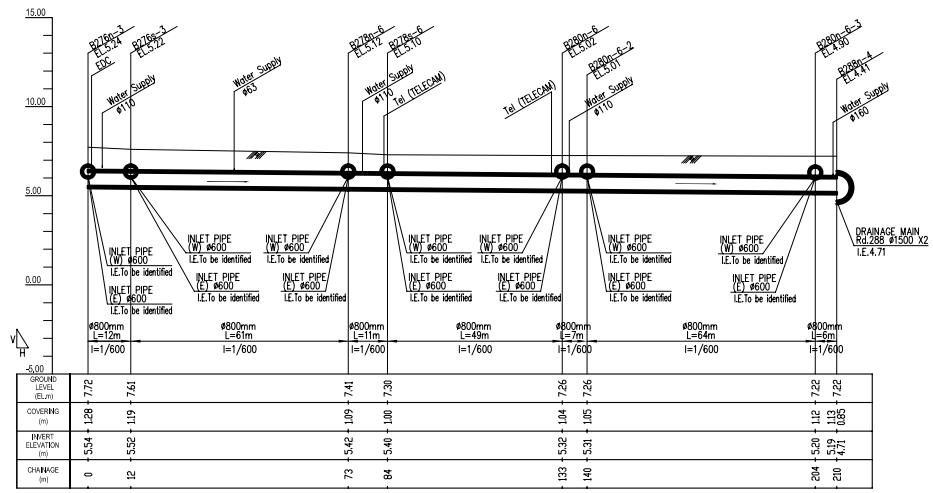 15.00
10.00
5.00
0.00
-5.00
V
H
B276n-3
EL.5.24
EDC
Water Supply
ø110
B276s-3
EL.5.22
Water Supply
ø63
B278n-6
EL.5.12
Water Supply
ø110
B278s-6
EL.5.10
Tel (TELECAM)
Tel (TELECAM)
B280n-6
EL.5.02
Water Supply
ø110
B280n-6-2
EL.5.01
B280n-6-3
EL.4.90
B288n-4
EL.4.41
Water Supply
ø160
INLET PIPE
(W) ø600
I.E.To be identified
INLET PIPE
(E) ø600
I.E.To be identified
INLET PIPE
(W) ø600
I.E.To be identified
INLET PIPE
(E) ø600
I.E.To be identified
INLET PIPE
(W) ø600
I.E.To be identified
INLET PIPE
(E) ø600
I.E.To be identified
INLET PIPE
(W) ø600
I.E.To be identified
INLET PIPE
(E) ø600
I.E.To be identified
INLET PIPE
(W) ø600
I.E.To be identified
INLET PIPE
(E) ø600
I.E.To be identified
INLET PIPE
(W) ø600
I.E.To be identified
INLET PIPE
(E) ø600
I.E.To be identified
INLET PIPE
(W) ø600
I.E.To be identified
INLET PIPE
(E) ø600
I.E.To be identified
DRAINAGE MAIN
Rd.288 ø1500 X2
I.E.4.71
ø800mm
L=12m
I=1/600
ø800mm
L=61m
I=1/600
ø800mm
L=11m
I=1/600
ø800mm
L=49m
I=1/600
ø800mm
L=7m
I=1/600
ø800mm
L=64m
I=1/600
ø800mm
L=6m
I=1/600
GROUND
LEVEL
(EL.m)
7.72 7.61 7.41 7.30 7.26 7.26 7.22 7.22
COVERING
(m)
1.28 1.19 1.09 1.00 1.04 1.05 1.12 1.13 0.85
INVERT
ELEVATION
(m)
5.54 5.52 5.42 5.40 5.32 5.31 5.20 5.19 4.71
CHAINAGE
(m)
0 12 73 84 133 140 204 210